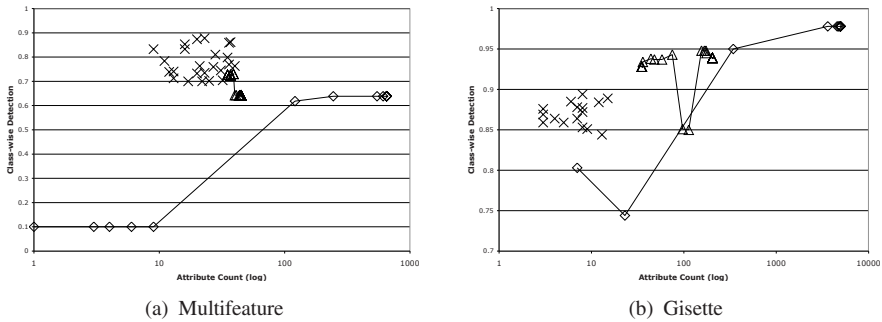 1
0.9
0.8
0.7
0.6
0.5
0.4
0.3
0.2
0.1
0
Class-wise Detection
1 10 100 1000
Attribute Count (log)
(a) Multifeature
1
0.95
0.9
0.85
0.8
0.75
0.7
Class-wise Detection
1 10 100 1000 10000
Attribute Count (log)
(b) Gisette